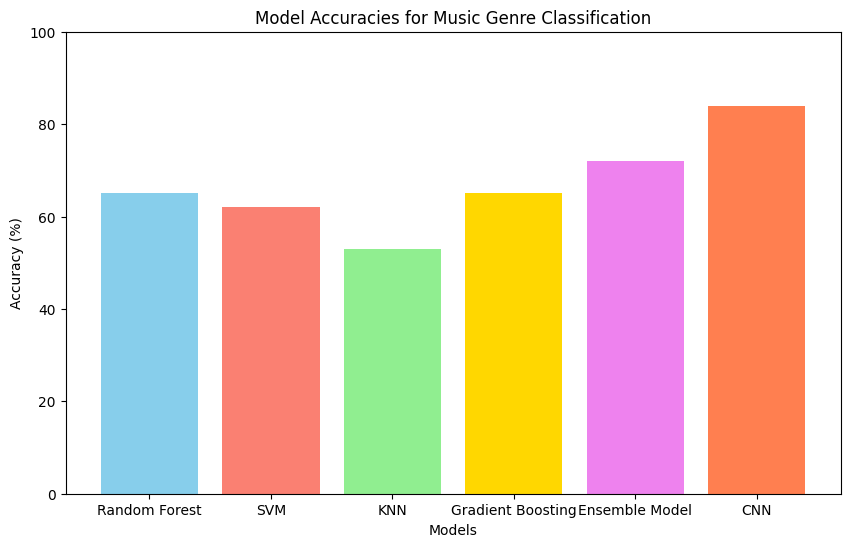 Model Accuracies for Music Genre Classification
100
80
60
40
20
0
Accuracy (%)
Random Forest
SVM
KNN
Gradient Boosting
Ensemble Model
CNN
Models